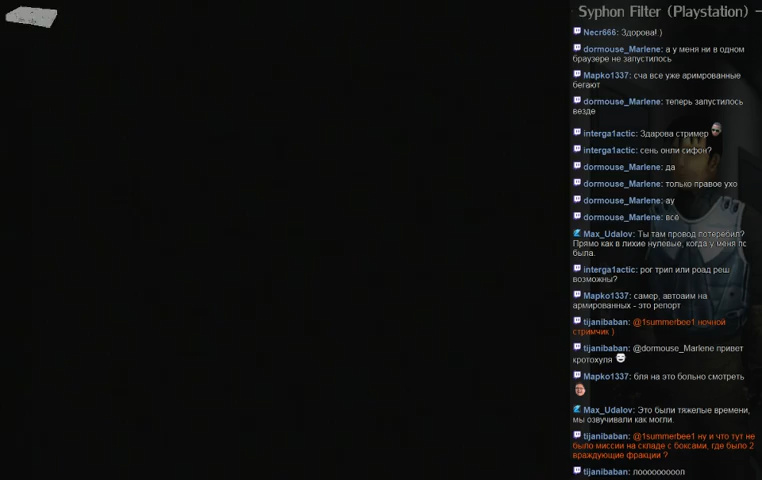 Syphon Filter (Playstation) –
Necr666: Здорова! )
dormouse_Marlene: а у меня ни в одном
браузере не запустилось
Mapko1337: сча все уже аримрованные
бегают
dormouse_Marlene: теперь запустилось
везде
interga1actic: Здарова стример
interga1actic: сень онли сифон?
dormouse_Marlene: да
dormouse_Marlene: только правое ухо
dormouse_Marlene: ау
dormouse_Marlene: всё
Max_Udalov: Ты там провод потеребил?
Прямо как в лихие нулевые, когда у меня пс
была.
interga1actic: рог трип или роад реш
возможны?
Mapko1337: самер, автоаим на
армированных - это репорт
tijanibaban: @1summerbee1 ночной
стримчик )
tijanibaban: @dormouse_Marlene привет
кротохуля
Mapko1337: бля на это больно смотреть
Max_Udalov: Это были тяжелые времени,
мы озвучивали как могли.
tijanibaban: @1summerbee1 ну и что тут не
было миссии на складе с боксами, где было 2
враждующие фракции ?
tijanibaban: лооооооооол